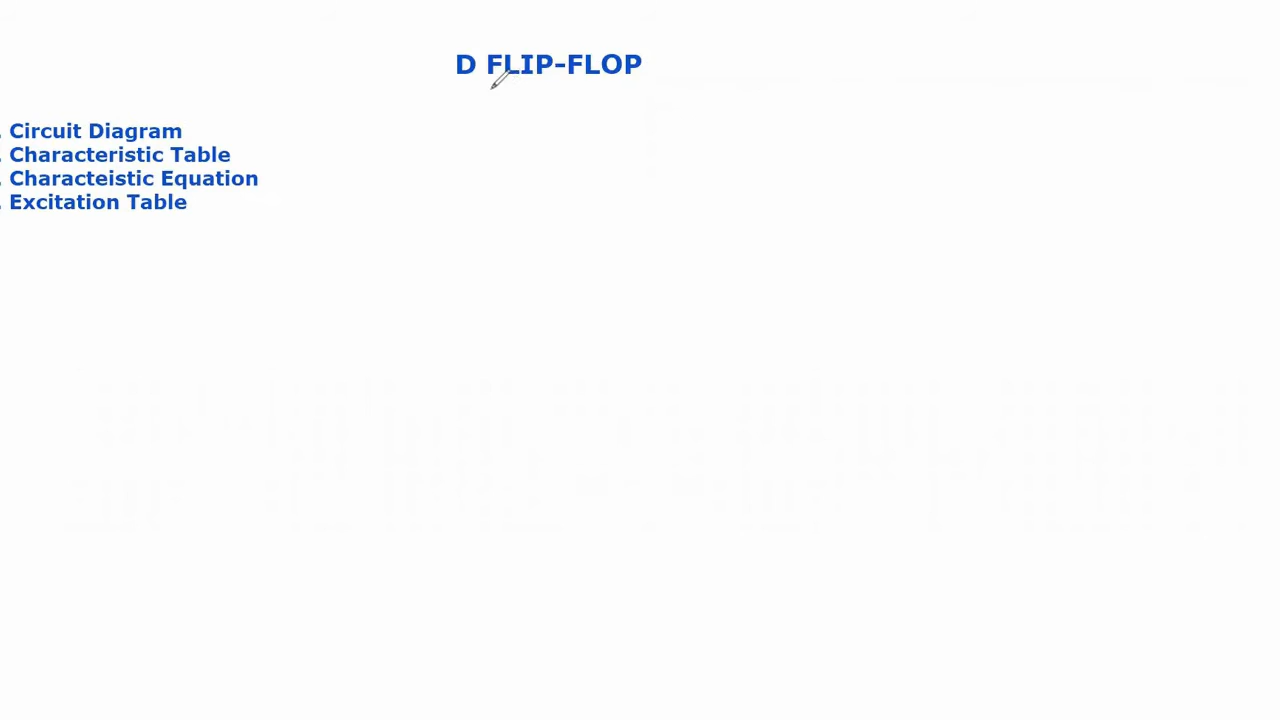 D FLIP-FLOP
. Circuit Diagram
. Characteristic Table
. Characteistic Equation
. Excitation Table